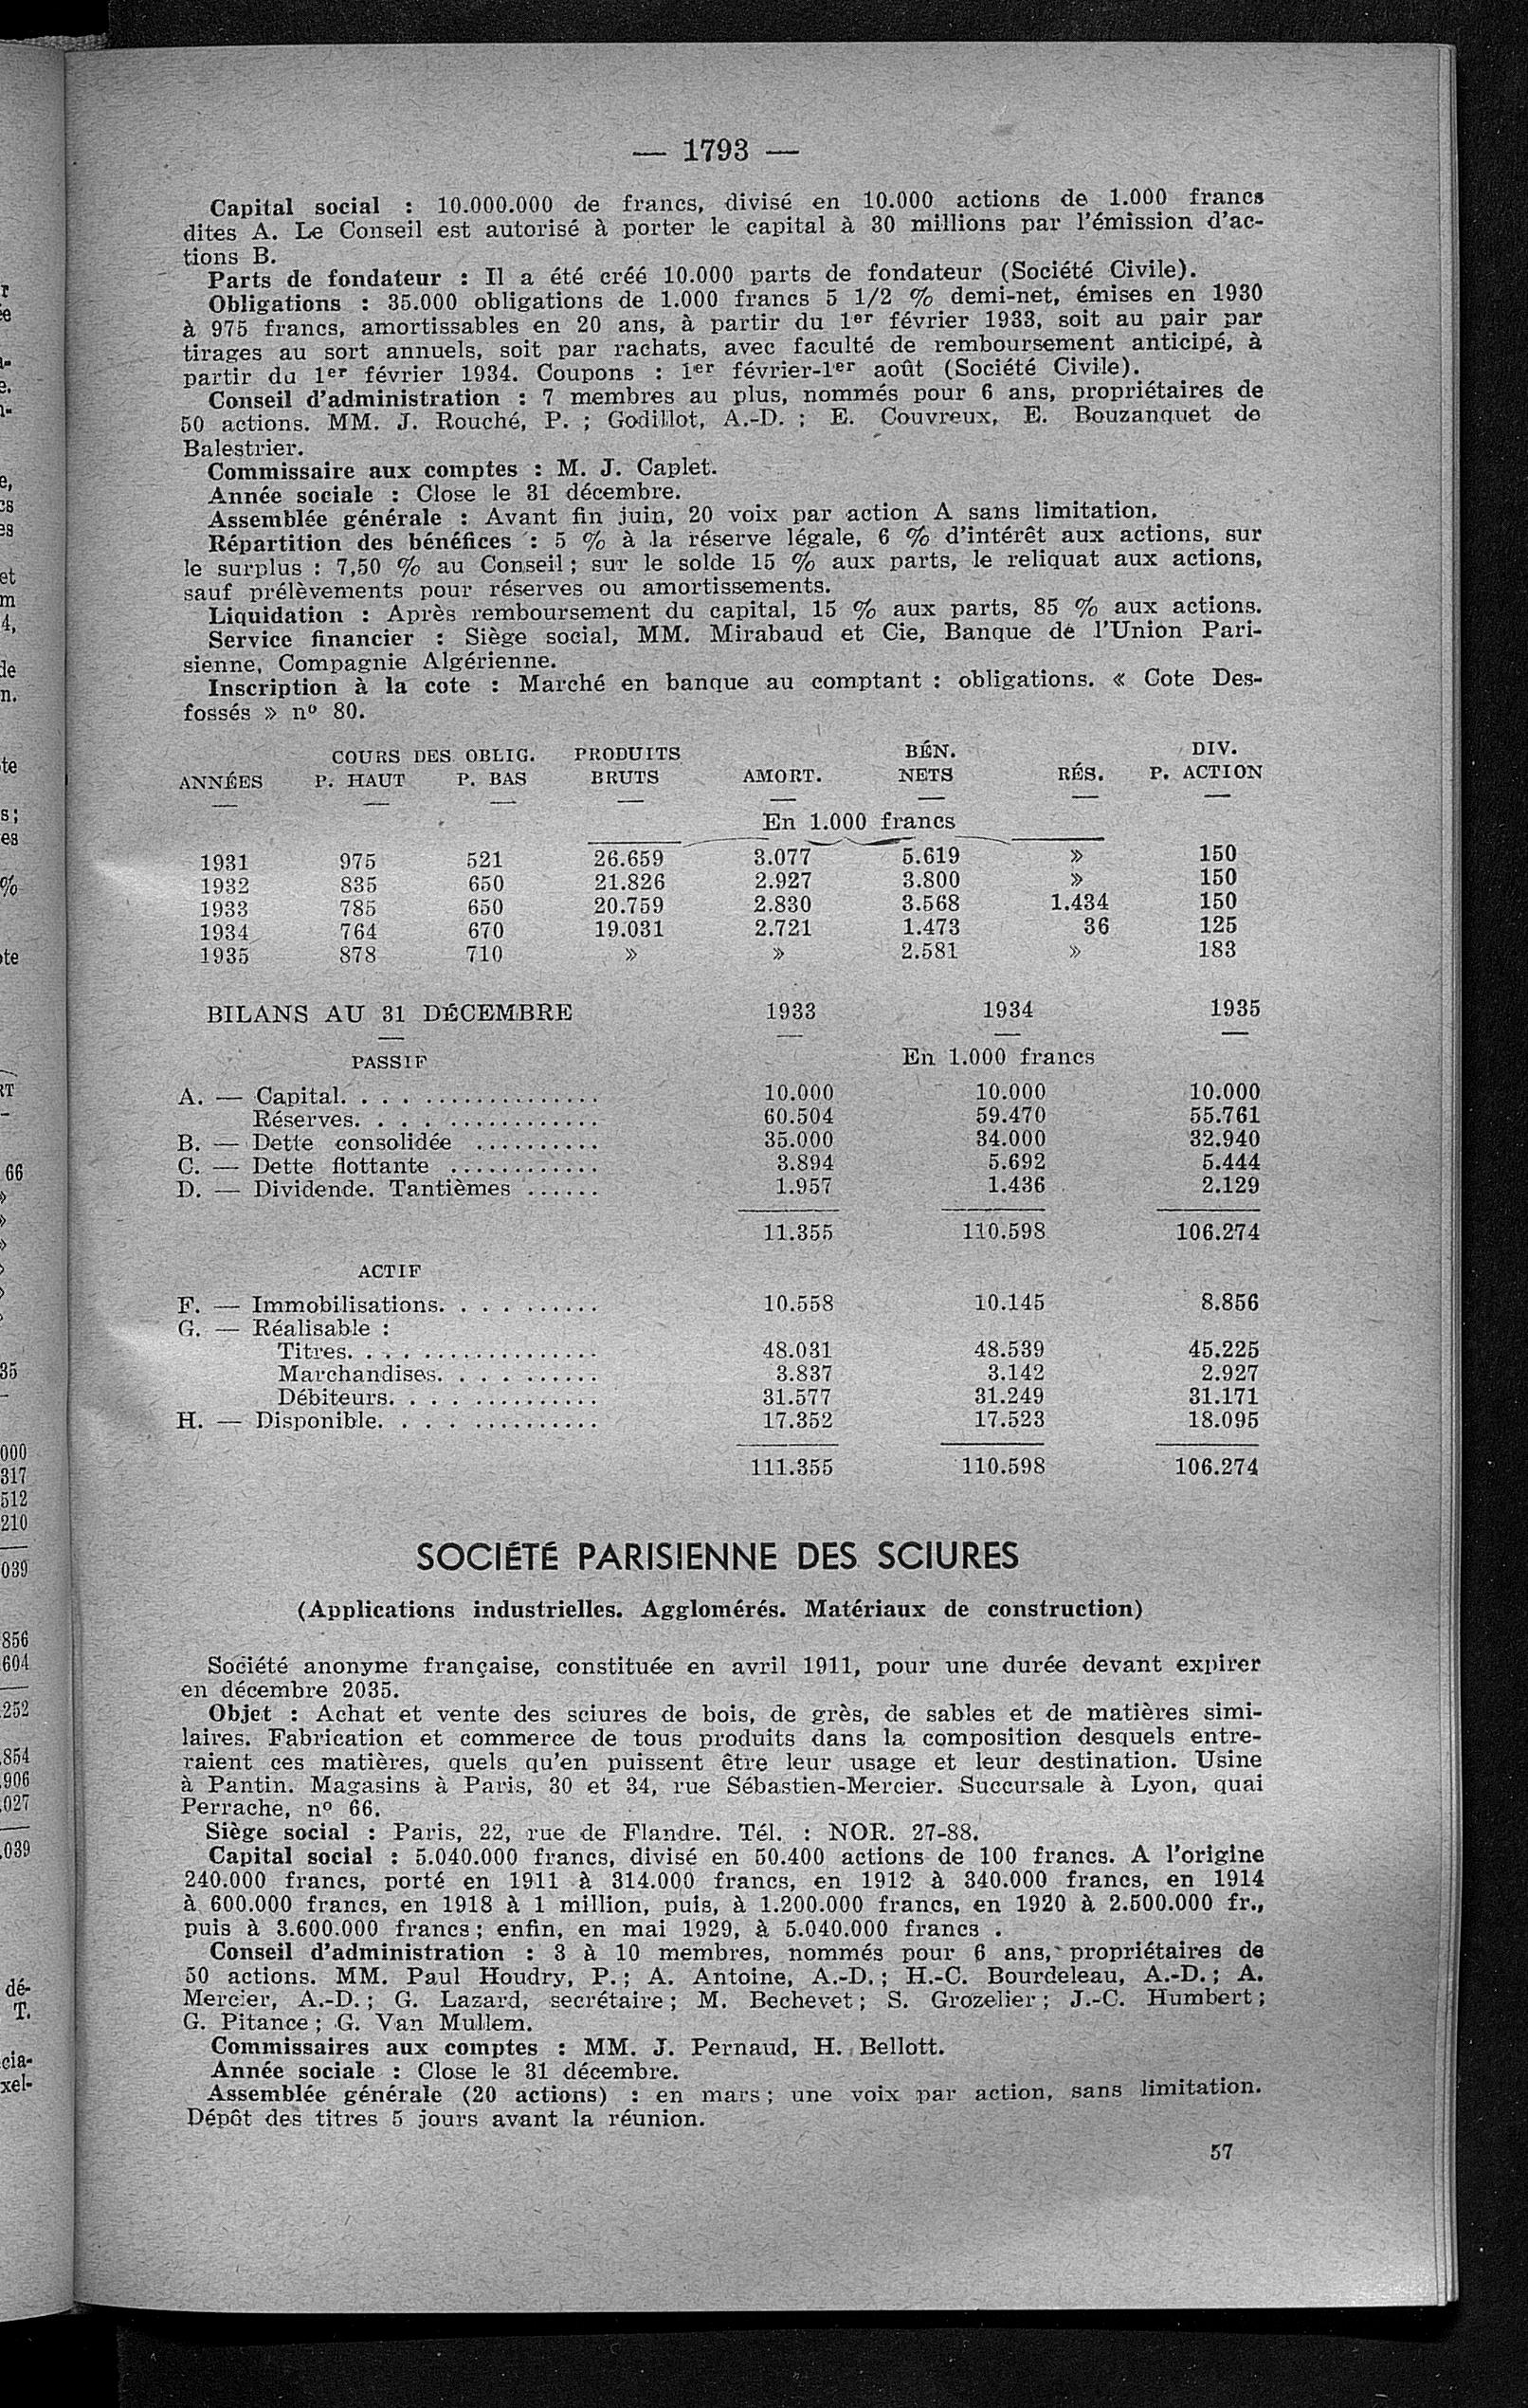 — 1793 —
Capital social : 10.000.000 de francs, divisé en 10.000 actions de 1.000 francs
dites A. Le Conseil est autorisé à porter le capital à 30 millions par l'émission d'ac-
tions B.
Parts de fondateur : Il a été créé 10.000 parts de fondateur (Société Civile).
Obligations : 35.000 obligations de 1.000 francs 5 1/2 % demi-net, émises en 1930
à 975 francs, amortissables en 20 ans, à partir du 1er février 1933, soit au pair par
tirages au sort annuels, soit par rachats, avec faculté de remboursement anticipé, à
partir du 1er février 1934. Coupons : 1er février-1er août (Société Civile).
Conseil d'administration : 7 membres au plus, nommés pour 6 ans, propriétaires de
50 actions. MM. J. Rouché, P. ; Godillot, A.-D. ; E. Couvreux, E. Bouzanquet de
Balestrier.
Commissaire aux comptes : M. J. Caplet.
Année sociale : Close le 31 décembre.
Assemblée générale : Avant fin juin, 20 voix par action A sans limitation.
Répartition des bénéfices : 5 % à la réserve légale, 6 % d'intérêt aux actions, sur
le surplus : 7,50 % au Conseil ; sur le solde 15 % aux parts, le reliquat aux actions,
sauf prélèvements pour réserves ou amortissements.
Liquidation : Après remboursement du capital, 15 % aux parts, 85 % aux actions.
Service financier : Siège social, MM. Mirabaud et Cie, Banque de l'Union Pari-
sienne, Compagnie Algérienne.
Inscription à la cote : Marché en banque au comptant : obligations. « Cote Des-
fossés » no 80.
COURS DES OBLIG. PRODUITS BÉN. DIV.
ANNÉES P. HAUT P. BAS BRUTS AMORT. NETS RÉS. P. ACTION
En 1.000 francs
1931 975 521 26.659 3.077 5.619 » 150
1932 835 650 21.826 2.927 3.800 » 150
1933 785 650 20.759 2.830 3.568 1.434 150
1934 764 670 19.031 2.721 1.473 36 125
1935 878 710 » » 2.581 » 183
BILANS AU 31 DÉCEMBRE 1933 1934 1935
PASSIF En 1.000 francs
A. — Capital. . . . . . . . . . . . . . . . . 10.000 10.000 10.000
Réserves. . . . . . . . . . . . . . . . 60.504 59.470 55.761
B. — Dette consolidée . . . . . . . . . . 35.000 34.000 32.940
C. — Dette flottante . . . . . . . . . . . . 3.894 5.692 5.444
D. — Dividende. Tantièmes . . . . . . 1.957 1.436 2.129
11.355 110.598 106.274
ACTIF
F. — Immobilisations. . . . . . . . . . . 10.558 10.145 8.856
G. — Réalisable :
Titres. . . . . . . . . . . . . . . . . . 48.031 48.539 45.225
Marchandises. . . . . . . . . . . 3.837 3.142 2.927
Débiteurs. . . . . . . . . . . . . . 31.577 31.249 31.171
H. — Disponible. . . . . . . . . . . . . . 17.352 17.523 18.095
111.355 110.598 106.274
SOCIÉTÉ PARISIENNE DES SCIURES
(Applications industrielles. Agglomérés. Matériaux de construction)
Société anonyme française, constituée en avril 1911, pour une durée devant expirer
en décembre 2035.
Objet : Achat et vente des sciures de bois, de grès, de sables et de matières simi-
laires. Fabrication et commerce de tous produits dans la composition desquels entre-
raient ces matières, quels qu'en puissent être leur usage et leur destination. Usine
à Pantin. Magasins à Paris, 30 et 34, rue Sébastien-Mercier. Succursale à Lyon, quai
Perrache, no 66.
Siège social : Paris, 22, rue de Flandre. Tél. : NOR. 27-88.
Capital social : 5.040.000 francs, divisé en 50.400 actions de 100 francs. A l'origine
240.000 francs, porté en 1911 à 314.000 francs, en 1912 à 340.000 francs, en 1914
à 600.000 francs, en 1918 à 1 million, puis, à 1.200.000 francs, en 1920 à 2.500.000 fr.,
puis à 3.600.000 francs ; enfin, en mai 1929, à 5.040.000 francs .
Conseil d'administration : 3 à 10 membres, nommés pour 6 ans, propriétaires de
50 actions. MM. Paul Houdry, P. ; A. Antoine, A.-D. ; H.-C. Bourdeleau, A.-D. ; A.
Mercier, A.-D. ; G. Lazard, secrétaire ; M. Bechevet ; S. Grozelier ; J.-C. Humbert ;
G. Pitance ; G. Van Mullem.
Commissaires aux comptes : MM. J. Pernaud, H. Bellott.
Année sociale : Close le 31 décembre.
Assemblée générale (20 actions) : en mars ; une voix par action, sans limitation.
Dépôt des titres 5 jours avant la réunion.
57